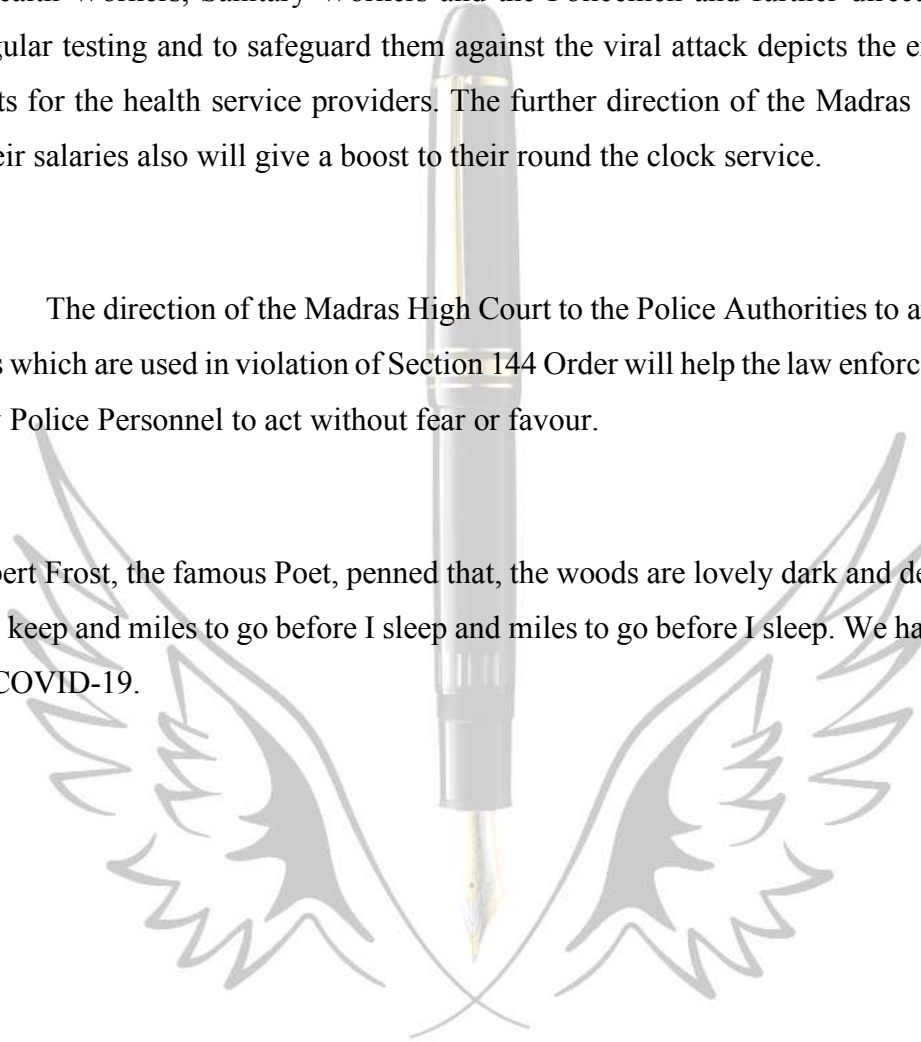 ealth Workers, Sanitary Workers and the Policemen and further direct
gular testing and to safeguard them against the viral attack depicts the e
ts for the health service providers. The further direction of the Madras
eir salaries also will give a boost to their round the clock service.
The direction of the Madras High Court to the Police Authorities to a
s which are used in violation of Section 144 Order will help the law enforc
y Police Personnel to act without fear or favour.
bert Frost, the famous Poet, penned that, the woods are lovely dark and de
keep and miles to go before I sleep and miles to go before I sleep. We ha
COVID-19.